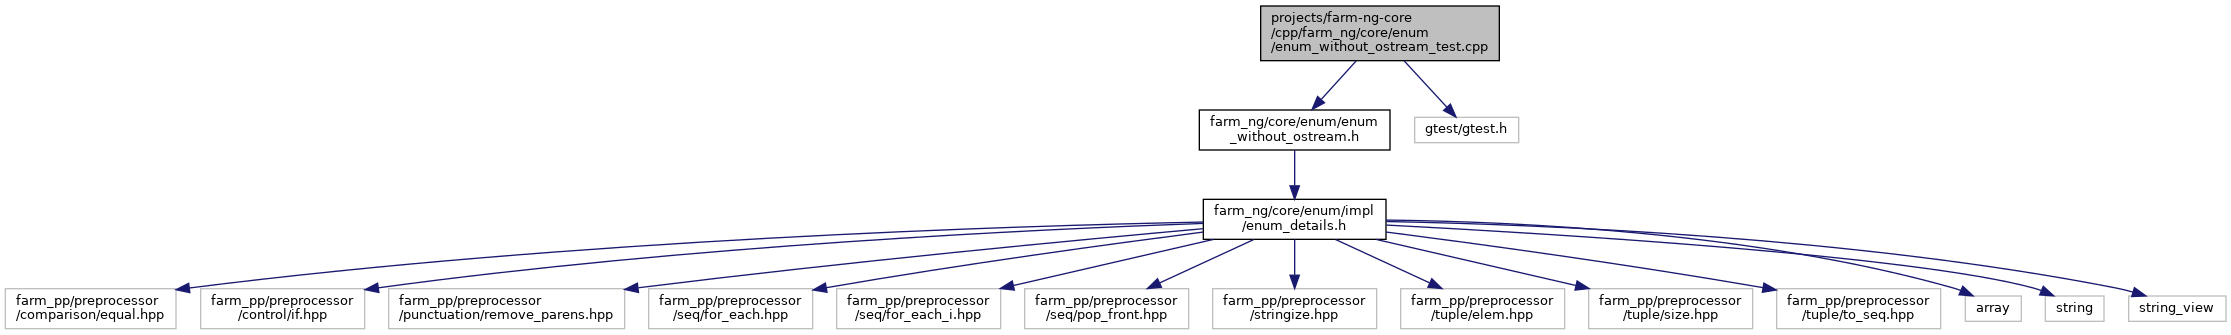 projects/farm-ng-core
/cpp/farm_ng/core/enum
/enum_without_ostream_test.cpp
farm_ng/core/enum/enum
_without_ostream.h
gtest/gtest.h
farm_ng/core/enum/impl
/enum_details.h
farm_pp/preprocessor
/comparison/equal.hpp
farm_pp/preprocessor
/control/if.hpp
farm_pp/preprocessor
/punctuation/remove_parens.hpp
farm_pp/preprocessor
/seq/for_each.hpp
farm_pp/preprocessor
/seq/for_each_i.hpp
farm_pp/preprocessor
/seq/pop_front.hpp
farm_pp/preprocessor
/stringize.hpp
farm_pp/preprocessor
/tuple/elem.hpp
farm_pp/preprocessor
/tuple/size.hpp
farm_pp/preprocessor
/tuple/to_seq.hpp
array
string
string_view